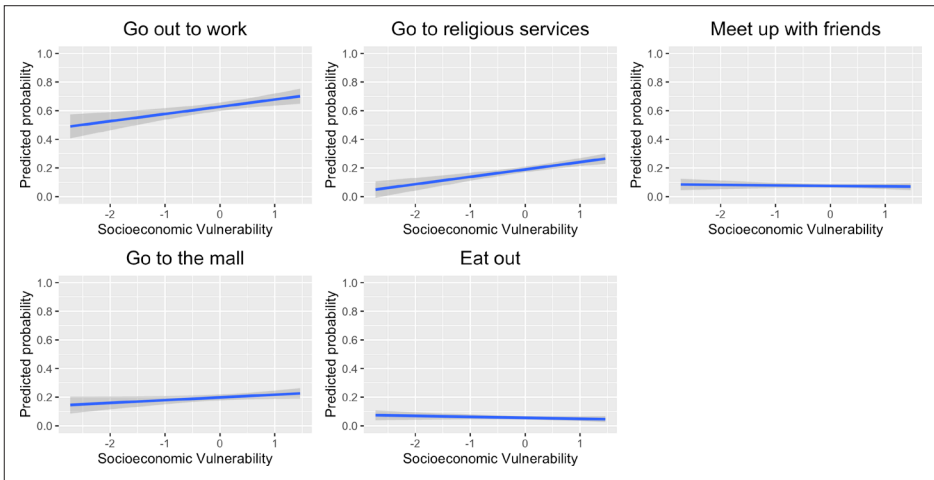 Go out to work
Go to religious services
Meet up with friends
Predicted probability
1.0
0.8
0.6
0.4
0.2
0.0
-2 -1 0 1
Socioeconomic Vulnerability
Predicted probability
1.0
0.8
0.6
0.4
0.2
0.0
-2 -1 0 1
Socioeconomic Vulnerability
Predicted probability
1.0
0.8
0.6
0.4
0.2
0.0
-2 -1 0 1
Socioeconomic Vulnerability
Go to the mall
Eat out
Predicted probability
1.0
0.8
0.6
0.4
0.2
0.0
-2 -1 0 1
Socioeconomic Vulnerability
Predicted probability
1.0
0.8
0.6
0.4
0.2
0.0
-2 -1 0 1
Socioeconomic Vulnerability